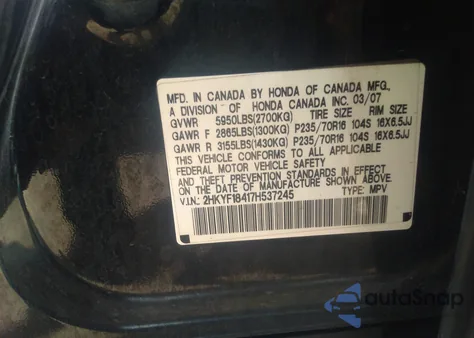 MFD. IN CANADA BY HONDA OF CANADA MFG.,
A DIVISION OF HONDA CANADA INC. 03/07
GVWR 5950LBS(2700KG) TIRE SIZE RIM SIZE
GAWR F 2865LBS(1300KG) P235/70R16 104S 16X6.5JJ
GAWR R 3155LBS(1430KG) P235/70R16 104S 16X6.5JJ
THIS VEHICLE CONFORMS TO ALL APPLICABLE
FEDERAL MOTOR VEHICLE SAFETY
AND THEFT PREVENTION STANDARDS IN EFFECT
ON THE DATE OF MANUFACTURE SHOWN ABOVE.
V.I.N: 2HKYF18417H537245 TYPE: MPV
autoSnap